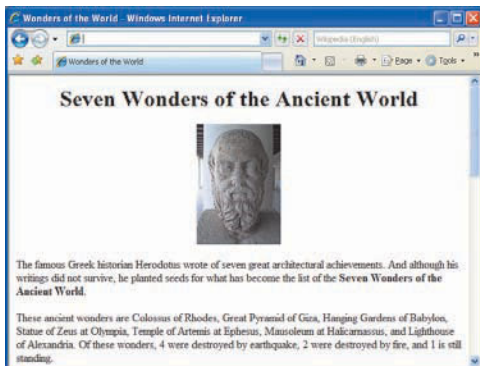 Wonders of the World - Windows Internet Explorer
Wikipedia (English)
Wonders of the World
Page
Tools
Seven Wonders of the Ancient World
The famous Greek historian Herodotus wrote of seven great architectural achievements. And although his
writings did not survive, he planted seeds for what has become the list of the Seven Wonders of the
Ancient World.
These ancient wonders are Colossus of Rhodes, Great Pyramid of Giza, Hanging Gardens of Babylon,
Statue of Zeus at Olympia, Temple of Artemis at Ephesus, Mausoleum at Halicarnassus, and Lighthouse
of Alexandria. Of these wonders, 4 were destroyed by earthquake, 2 were destroyed by fire, and 1 is still
standing.